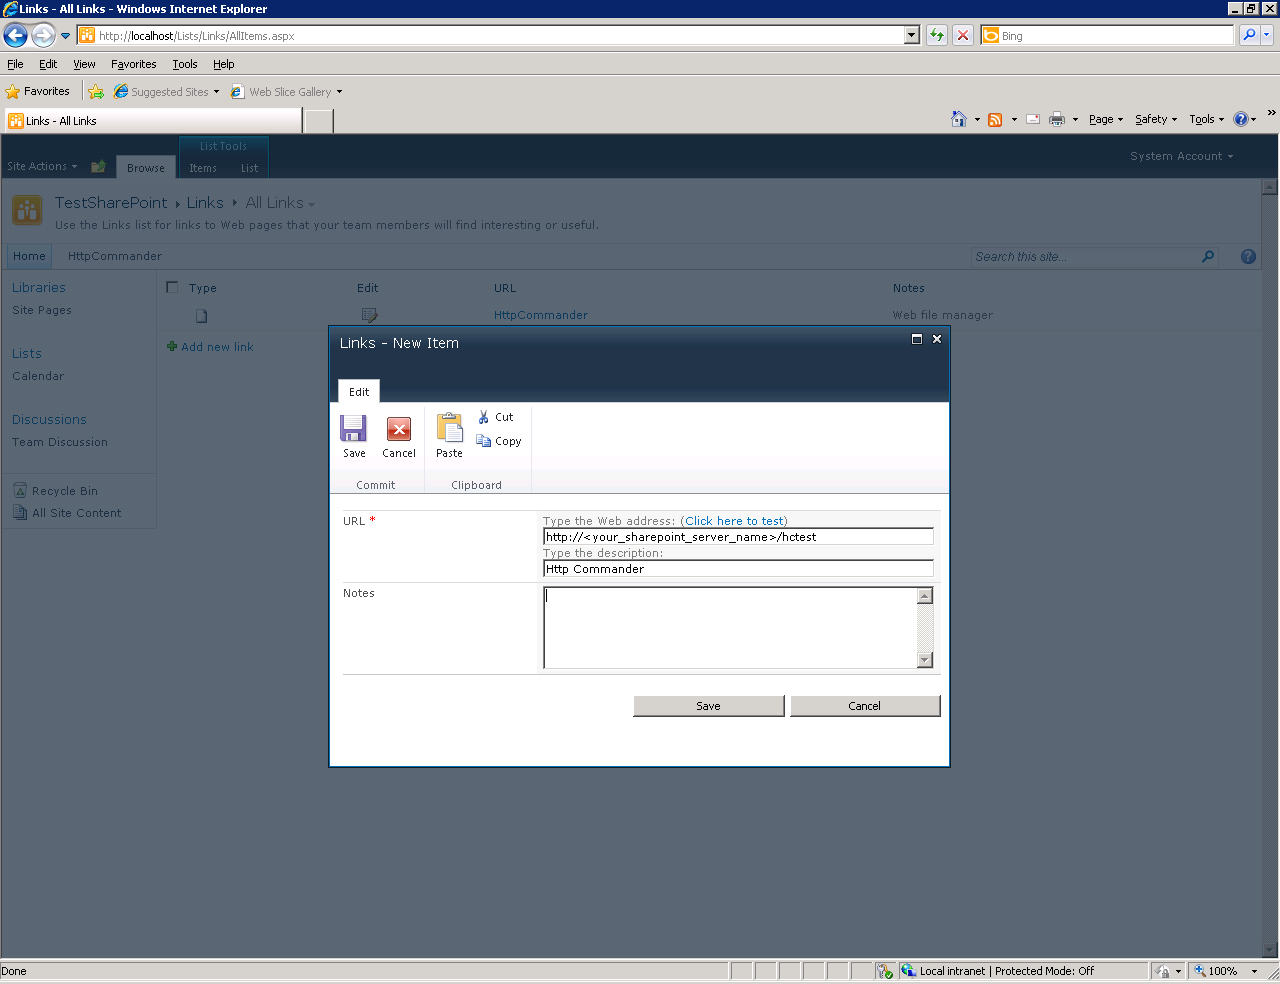 Links - All Links - Windows Internet Explorer
http://localhost/Lists/Links/AllItems.aspx
Bing
File Edit View Favorites Tools Help
Favorites Suggested Sites Web Slice Gallery
Links - All Links
Page Safety Tools
List Tools
Site Actions Browse Items List
System Account
TestSharePoint Links All Links
Use the Links list for links to Web pages that your team members will find interesting or useful.
Home HttpCommander
Search this site...
Libraries
Site Pages
Lists
Calendar
Discussions
Team Discussion
Recycle Bin
All Site Content
Type Edit URL Notes
HttpCommander Web file manager
Add new link
Links - New Item
Edit
Save Cancel Paste Cut
Copy
Commit Clipboard
URL *
Type the Web address: (Click here to test)
http://<your_sharepoint_server_name>/hctest
Type the description:
Http Commander
Notes
Save Cancel
Done
Local intranet | Protected Mode: Off
100%